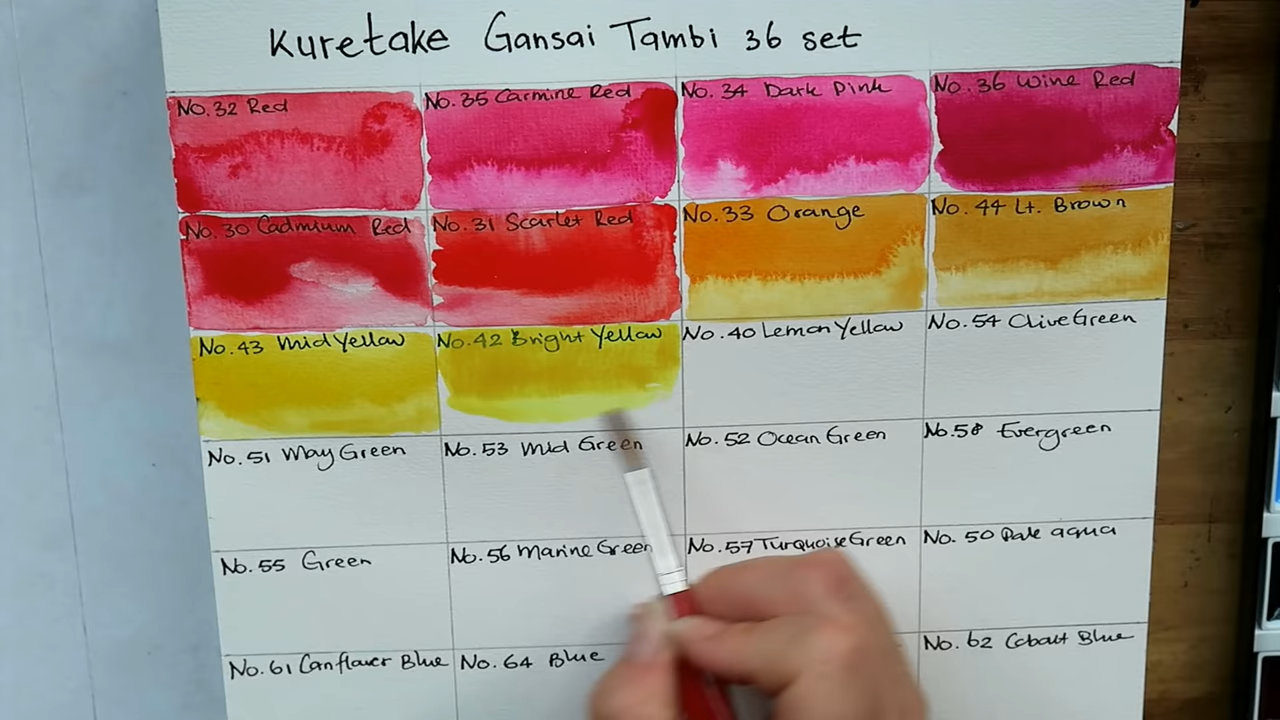 Kuretake Gansai Tambi 36 set
No.32 Red
No.35 Carmine Red
No.34 Dark Pink
No.36 Wine Red
No.30 Cadmium Red
No.31 Scarlet Red
No.33 Orange
No.44 Lt. Brown
No.43 Mid Yellow
No.42 Bright Yellow
No.40 Lemon Yellow
No.54 Olive Green
No.51 May Green
No.53 Mid Green
No.52 Ocean Green
No.58 Evergreen
No.55 Green
No.56 Marine Green
No.57 Turquoise Green
No.50 Pale aqua
No.61 Conflower Blue
No.64 Blue
No.62 Cobalt Blue